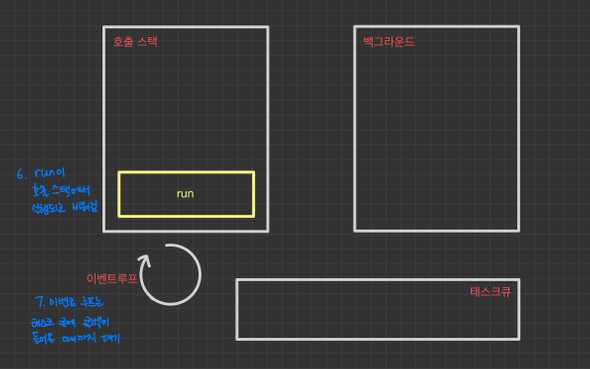 호출 스택
백그라운드
6. run이
호출 스택에서
실행되고 비워짐
run
이벤트루프
태스크큐
7. 이벤트 루프는
태스크 큐에 콜백이
들어올 때까지 대기